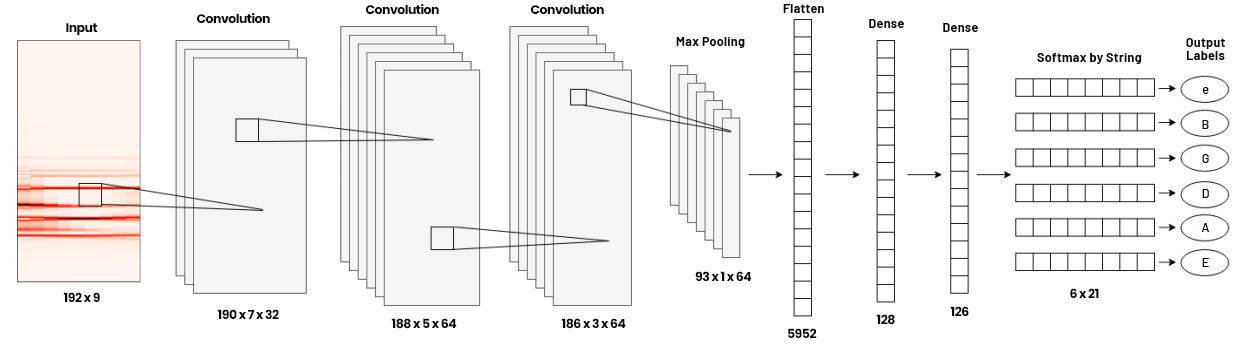 Input
192 x 9
Convolution
190 x 7 x 32
Convolution
188 x 5 x 64
Convolution
186 x 3 x 64
Max Pooling
93 x 1 x 64
Flatten
5952
Dense
128
Dense
126
Softmax by String
6 x 21
Output
Labels
e
B
G
D
A
E